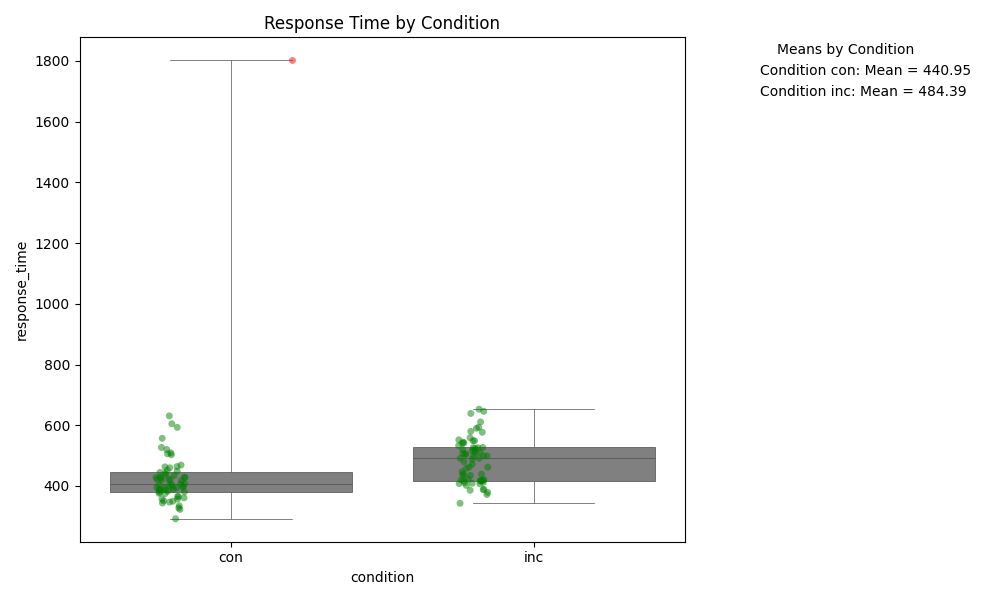 Response Time by Condition
Means by Condition
Condition con: Mean = 440.95
Condition inc: Mean = 484.39
response_time
1800
1600
1400
1200
1000
800
600
400
con
inc
condition